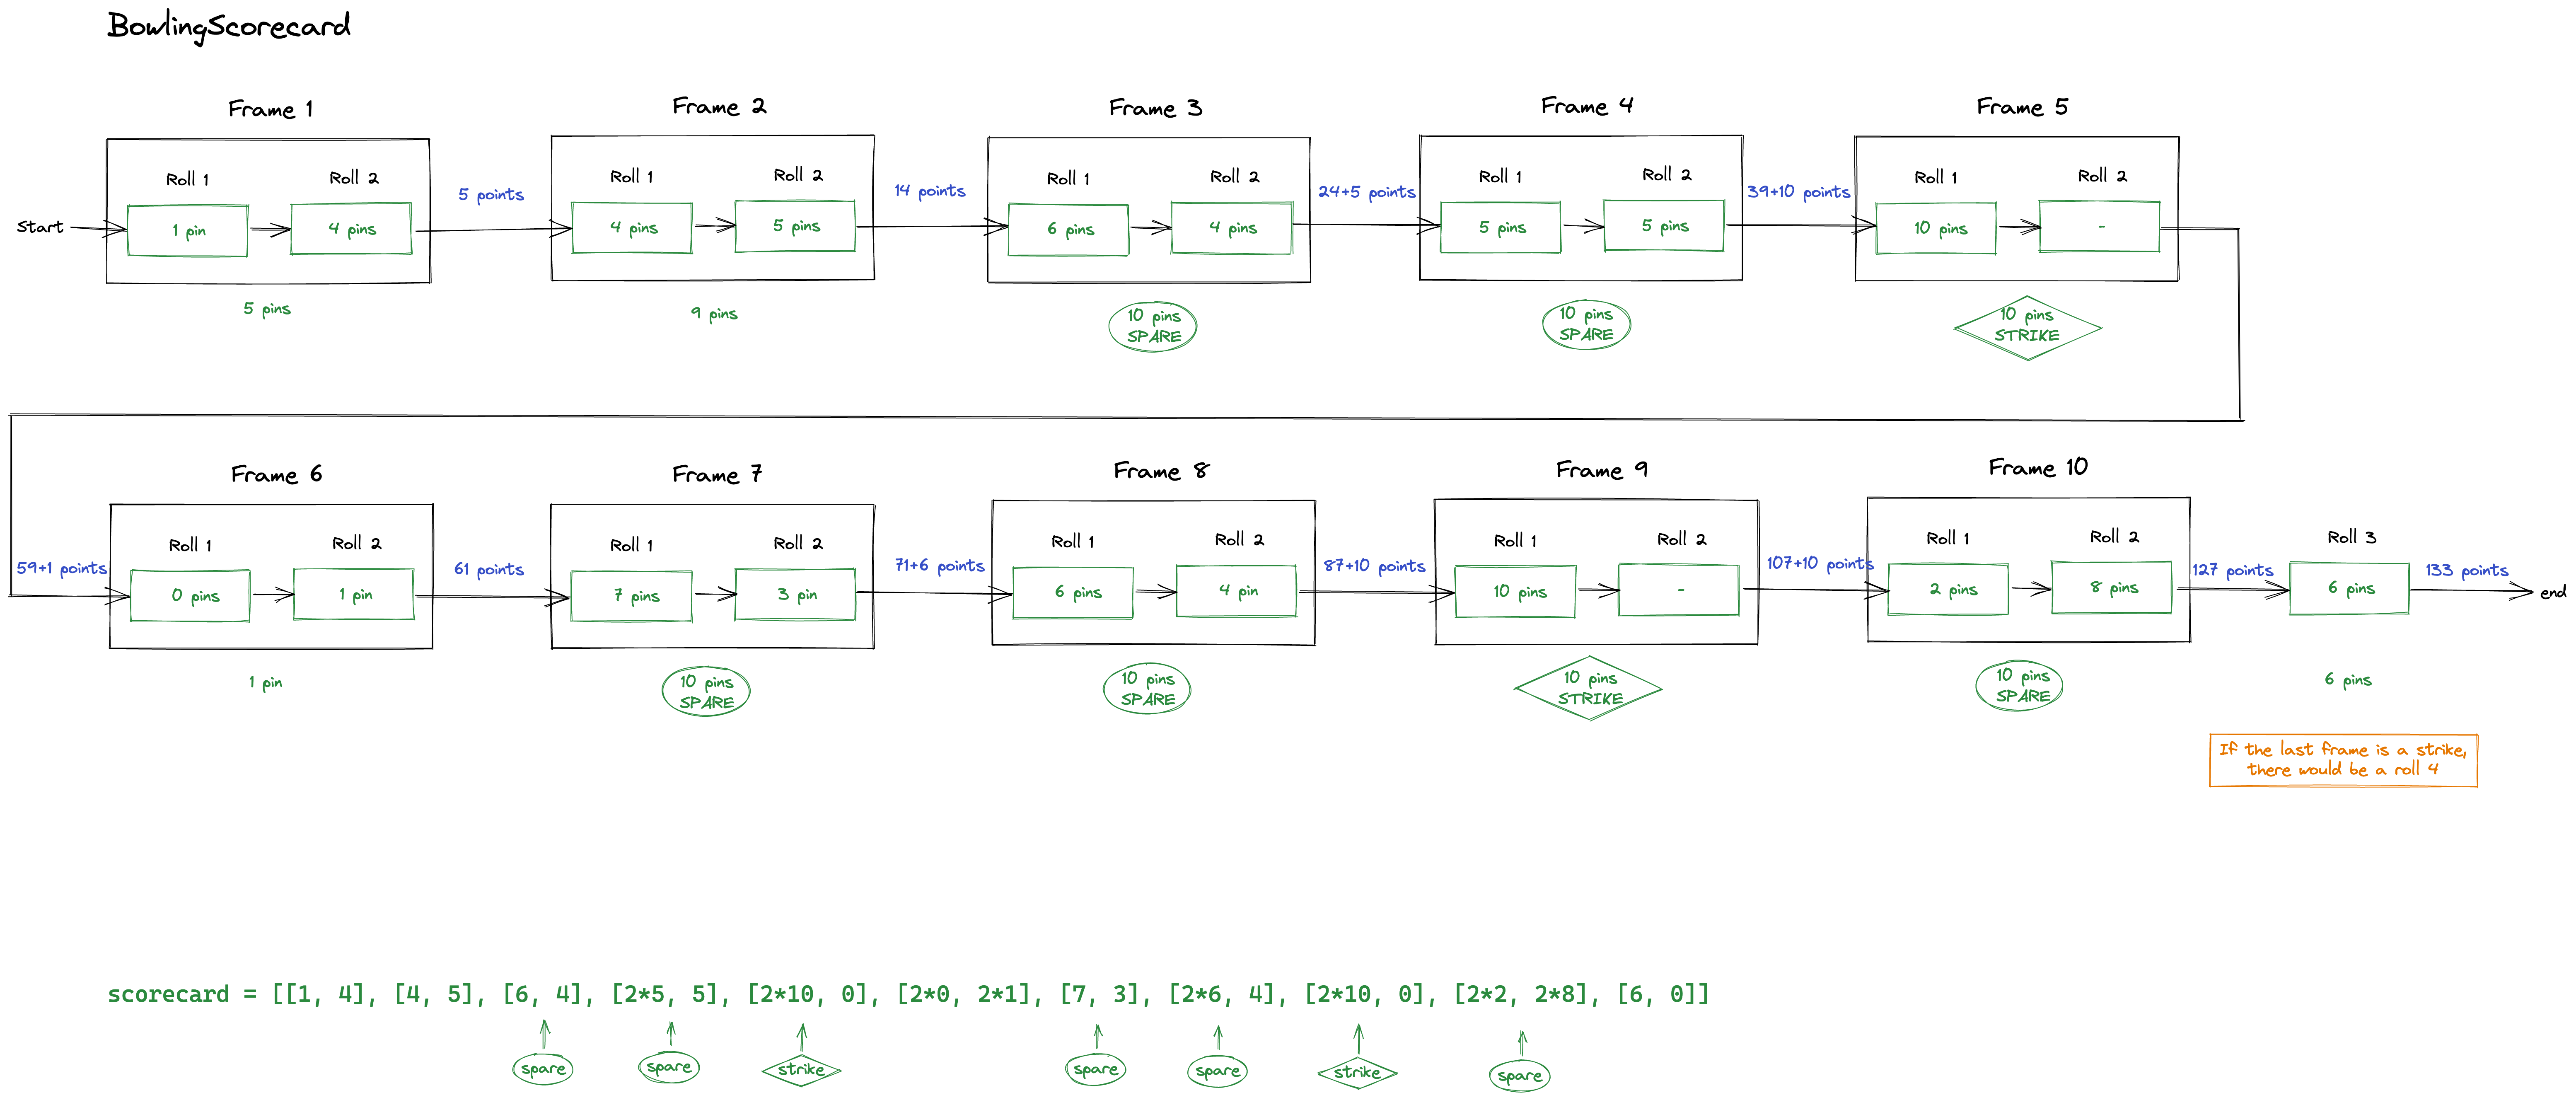 BowlingScorecard
Frame 1
Frame 2
Frame 3
Frame 4
Frame 5
Roll 1
Roll 2
Roll 1
Roll 2
Roll 1
Roll 2
Roll 1
Roll 2
Roll 1
Roll 2
start
1 pin
4 pins
5 points
4 pins
5 pins
14 points
6 pins
4 pins
24+5 points
5 pins
5 pins
39+10 points
10 pins
-
5 pins
9 pins
10 pins
SPARE
10 pins
SPARE
10 pins
STRIKE
Frame 6
Frame 7
Frame 8
Frame 9
Frame 10
Roll 1
Roll 2
Roll 1
Roll 2
Roll 1
Roll 2
Roll 1
Roll 2
Roll 1
Roll 2
Roll 3
59+1 points
0 pins
1 pin
61 points
7 pins
3 pin
71+6 points
6 pins
4 pin
87+10 points
10 pins
-
107+10 points
2 pins
8 pins
127 points
6 pins
133 points
end
1 pin
10 pins
SPARE
10 pins
SPARE
10 pins
STRIKE
10 pins
SPARE
6 pins
If the last frame is a strike,
there would be a roll 4
scorecard = [[1, 4], [4, 5], [6, 4], [2*5, 5], [2*10, 0], [2*0, 2*1], [7, 3], [2*6, 4], [2*10, 0], [2*2, 2*8], [6, 0]]
spare
spare
strike
spare
spare
strike
spare